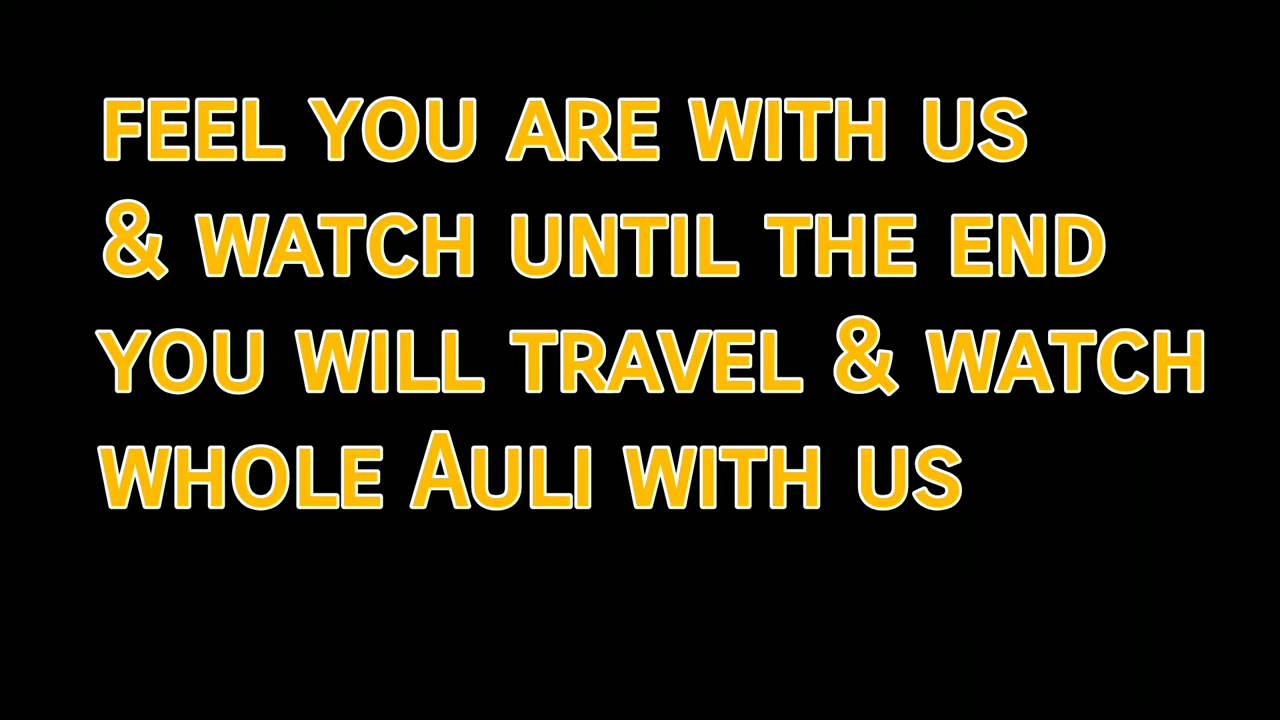 FEEL YOU ARE WITH US
& WATCH UNTIL THE END
YOU WILL TRAVEL & WATCH
WHOLE AULI WITH US